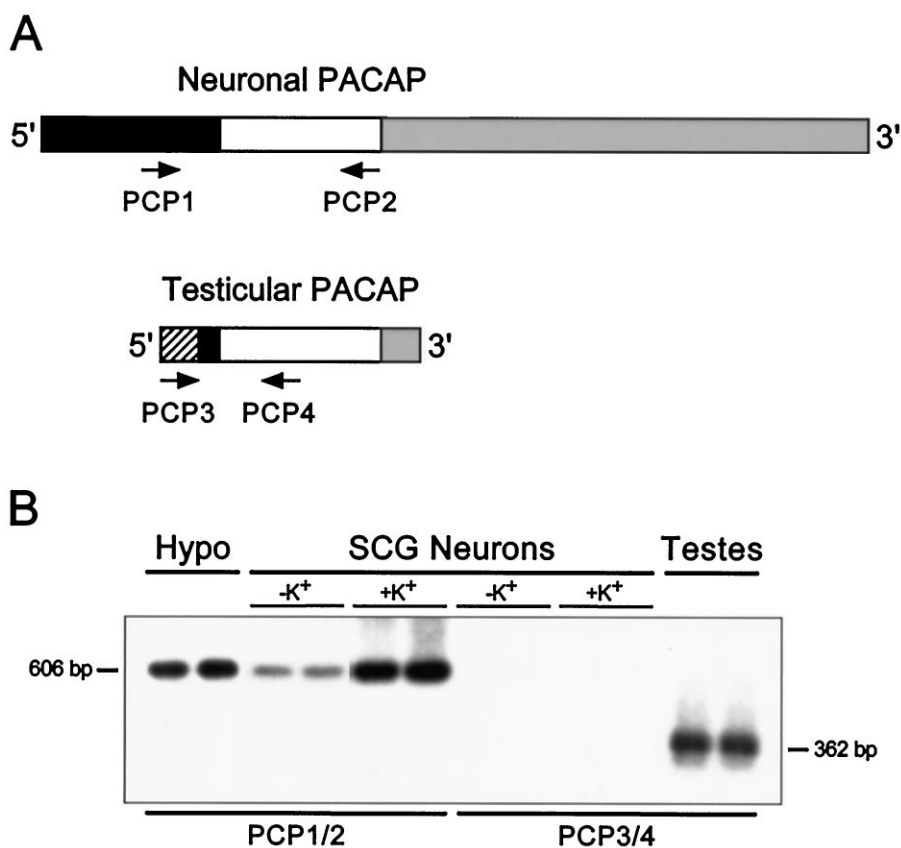 A
Neuronal PACAP
5' 3'
PCP1 PCP2
Testicular PACAP
5' 3'
PCP3 PCP4
B
Hypo SCG Neurons Testes
-K+ +K+ -K+ +K+
606 bp
362 bp
PCP1/2 PCP3/4